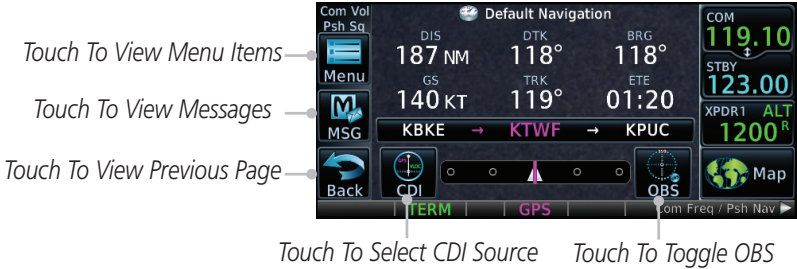 Com Vol
Psh Sq
Default Navigation
COM
119.10
STBY
123.00
XPDR1 ALT
1200 R
Map
DIS
187 NM
DTK
118°
BRG
118°
GS
140 KT
TRK
119°
ETE
01:20
KBKE → KTWF → KPUC
Touch To View Menu Items
Menu
Touch To View Messages
MSG
Touch To View Previous Page
Back
GPS
VLOC
CDI
OBS
TERM
GPS
Com Freq / Psh Nav
Touch To Select CDI Source
Touch To Toggle OBS